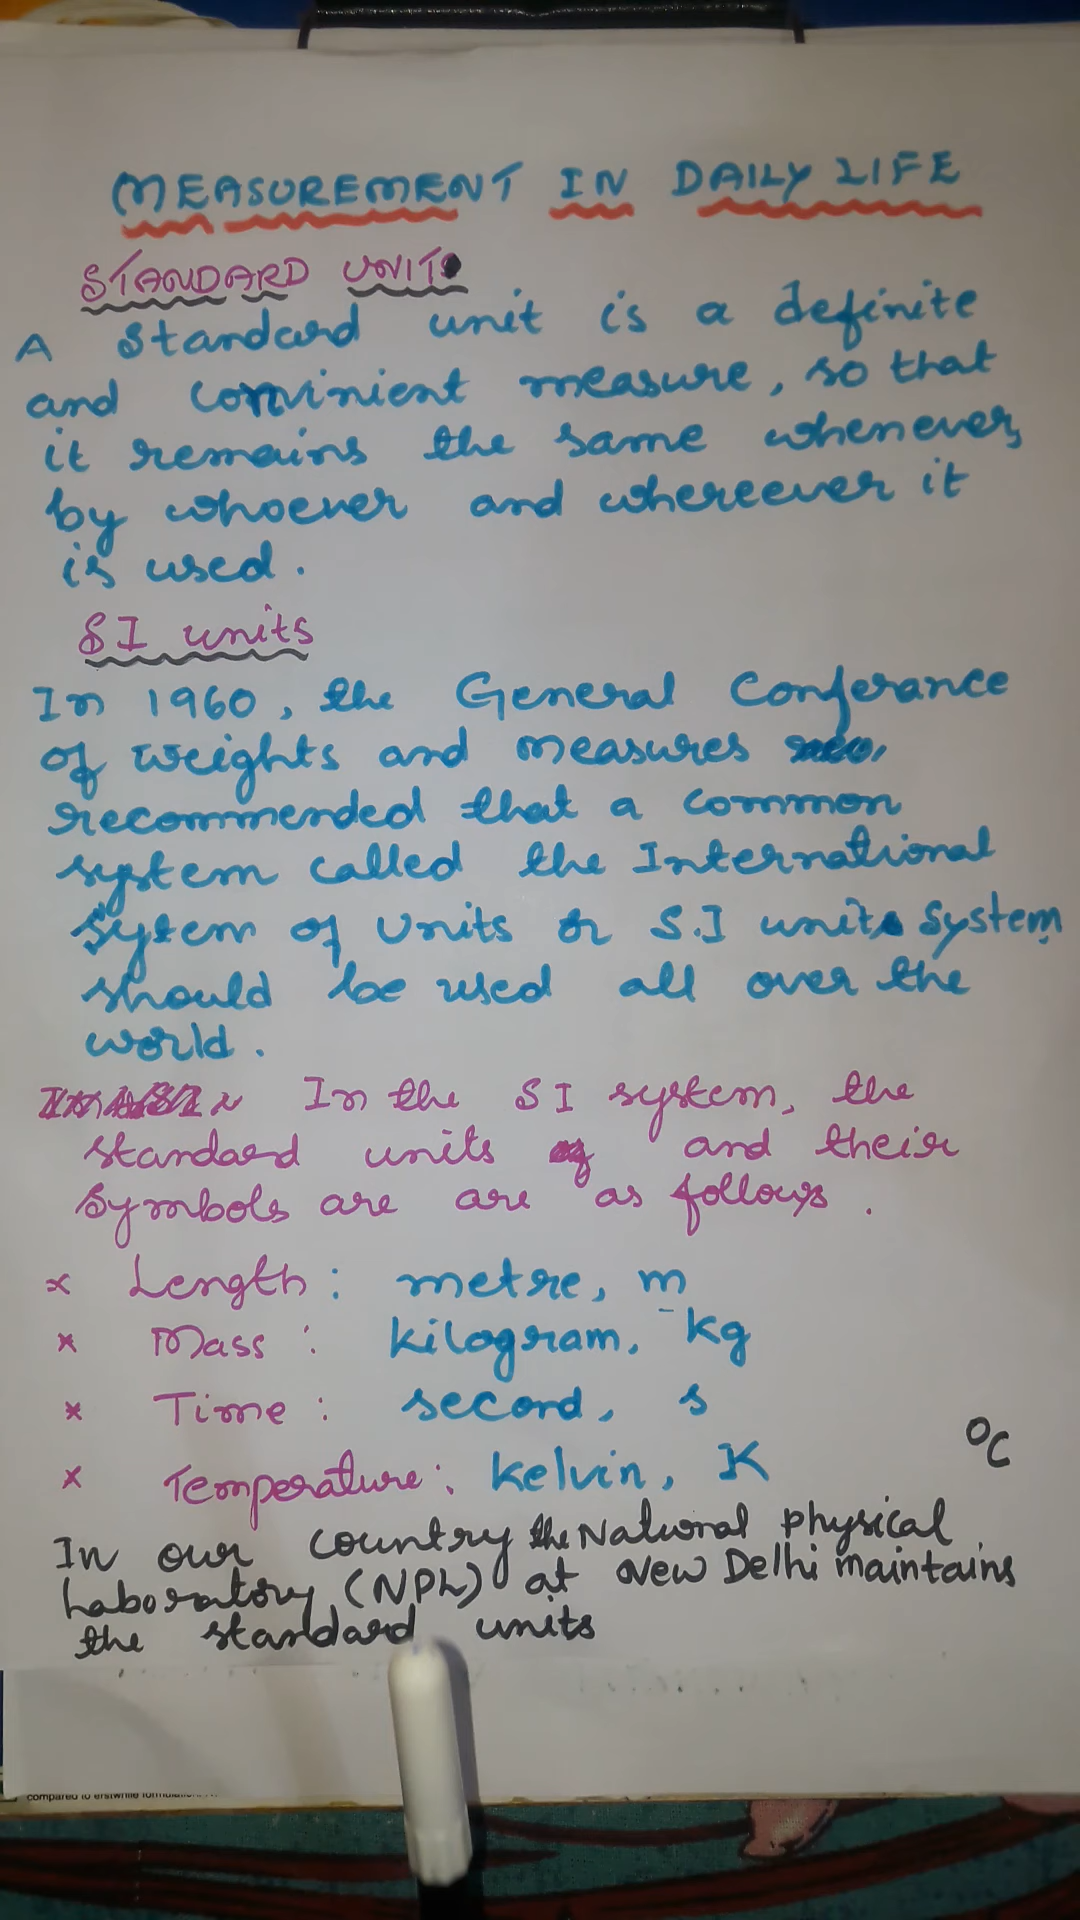 MEASUREMENT IN DAILY LIFE
STANDARD UNIT
A standard unit is a definite
and convinient measure, so that
it remains the same whenever,
by whoever and whereever it
is used.
SI units
In 1960, the General Conferance
of weights and measures
recommended that a common
system called the International
System of Units or S.I units System
should be used all over the
world.
In the SI system, the
standard units and their
symbols are are as follows.
× Length: metre, m
× Mass: kilogram, kg
× Time: second, s
°C
× Temperature: kelvin, K
In our country the National physical
Laboratory (NPL) at New Delhi maintains
the standard units
compared to erstwhile